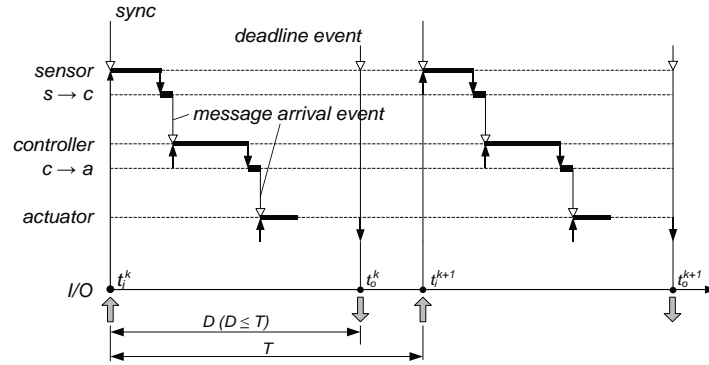 sync
deadline event
sensor
s → c
message arrival event
controller
c → a
actuator
I/O
t_i^k
t_o^k
t_i^{k+1}
t_o^{k+1}
D (D ≤ T)
T